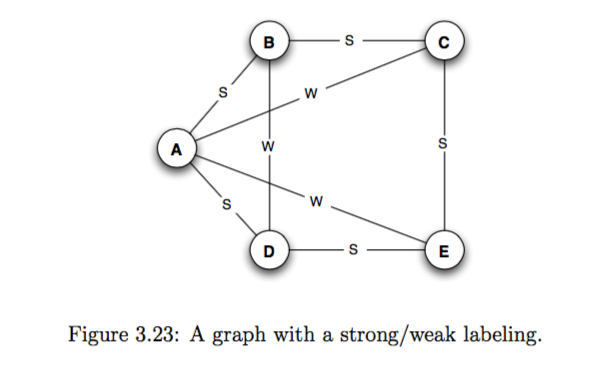 B S C
S W
A W S
S W
D S E
Figure 3.23: A graph with a strong/weak labeling.